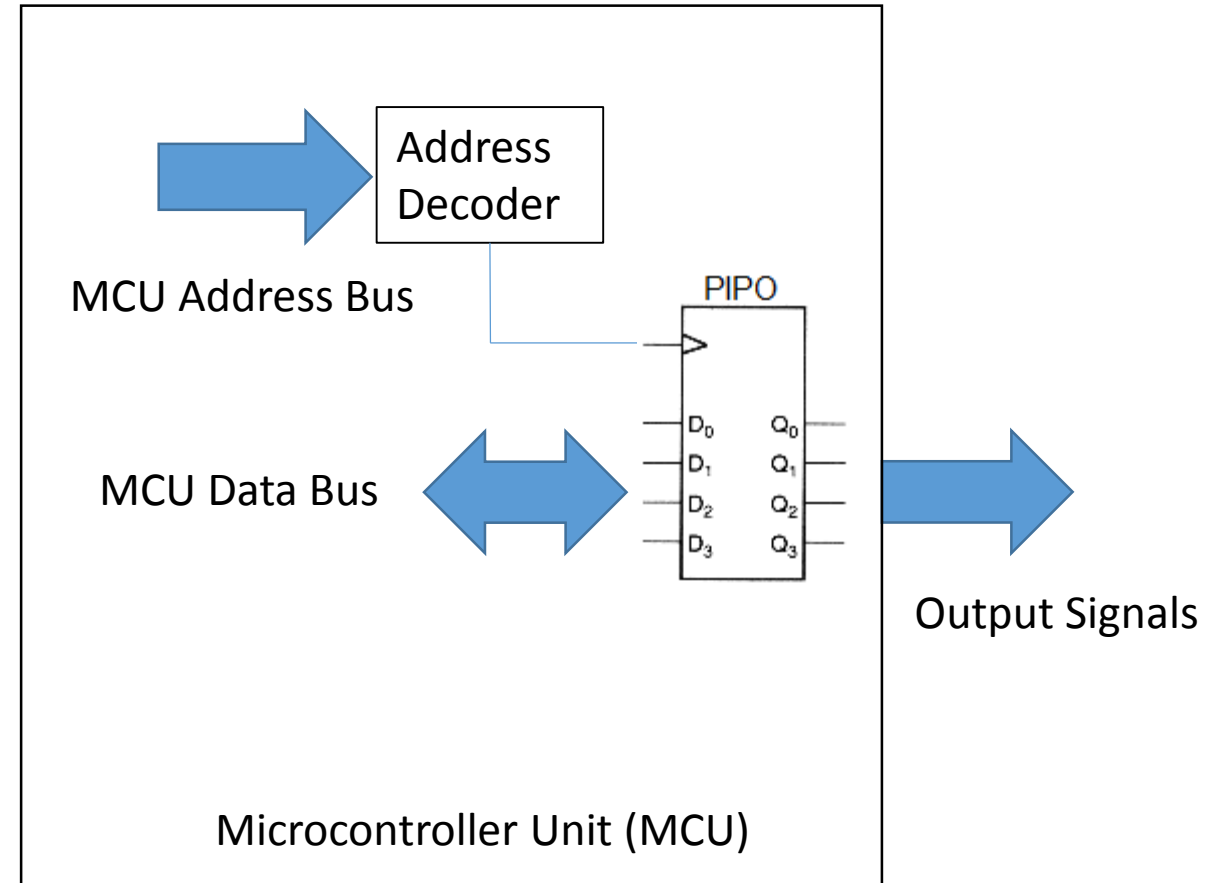 Address
Decoder
MCU Address Bus
PIPO
D₀ Q₀
D₁ Q₁
MCU Data Bus
D₂ Q₂
D₃ Q₃
Output Signals
Microcontroller Unit (MCU)